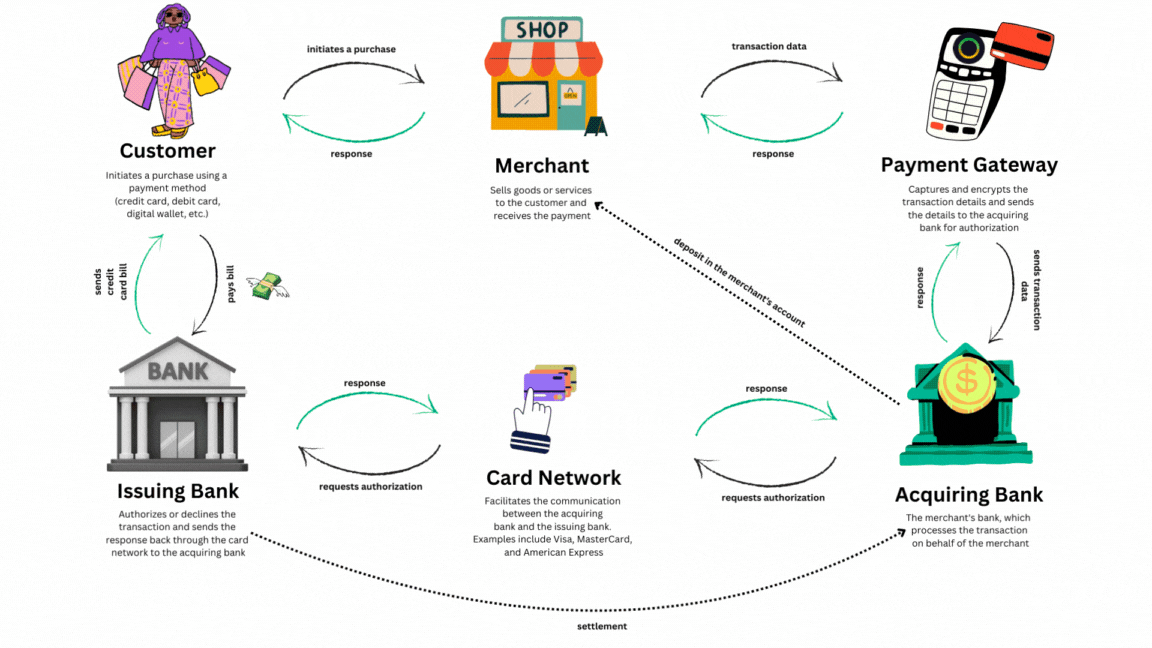 SHOP
OPEN
initiates a purchase
response
transaction data
response
Customer
Initiates a purchase using a
payment method
(credit card, debit card,
digital wallet, etc.)
Merchant
Sells goods or services
to the customer and
receives the payment
Payment Gateway
Captures and encrypts the
transaction details and sends
the details to the acquiring
bank for authorization
sends
credit
card bill
pays bill
deposit in the merchant's account
response
sends transaction
data
BANK
$
response
requests authorization
response
requests authorization
Issuing Bank
Authorizes or declines the
transaction and sends the
response back through the card
network to the acquiring bank
Card Network
Facilitates the communication
between the acquiring
bank and the issuing bank.
Examples include Visa, MasterCard,
and American Express
Acquiring Bank
The merchant's bank, which
processes the transaction
on behalf of the merchant
settlement